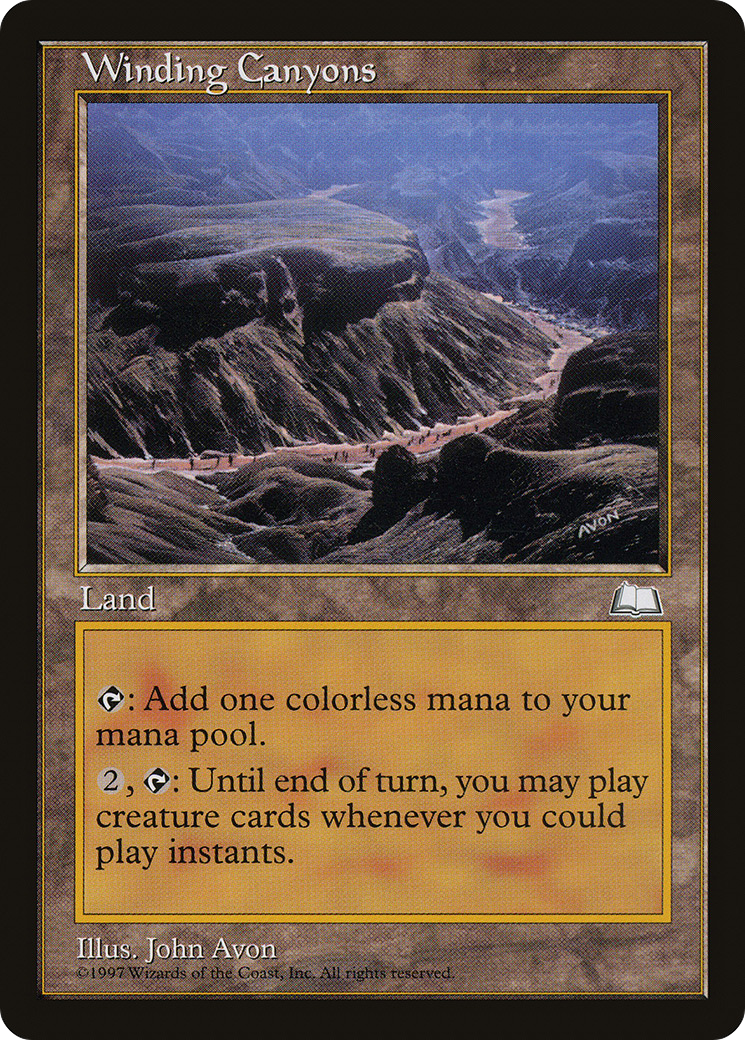 Winding Canyons
AVON
Land
: Add one colorless mana to your
mana pool.
2, : Until end of turn, you may play
creature cards whenever you could
play instants.
Illus. John Avon
©1997 Wizards of the Coast, Inc. All rights reserved.